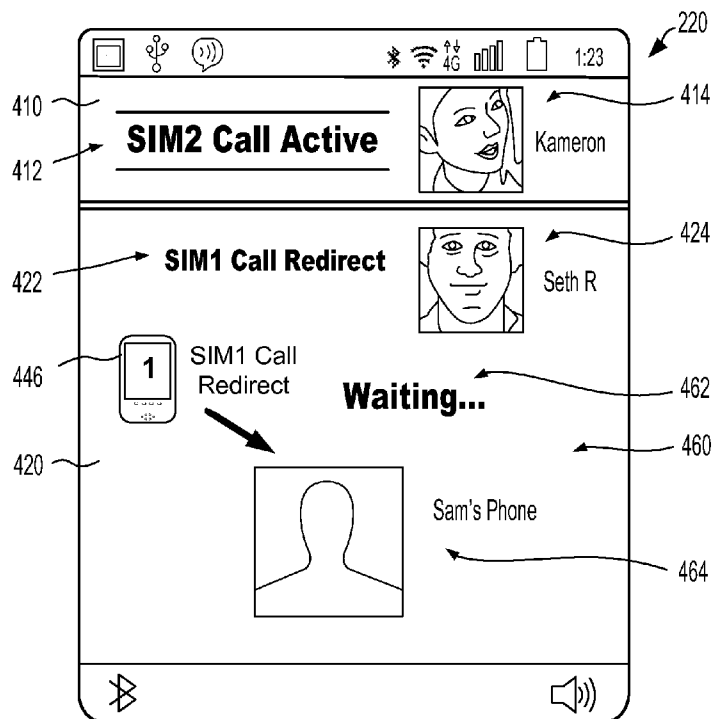 220
4G
1:23
410
414
SIM2 Call Active
Kameron
412
424
SIM1 Call Redirect
422
Seth R
446
1
SIM1 Call
Redirect
462
Waiting...
420
460
Sam's Phone
464